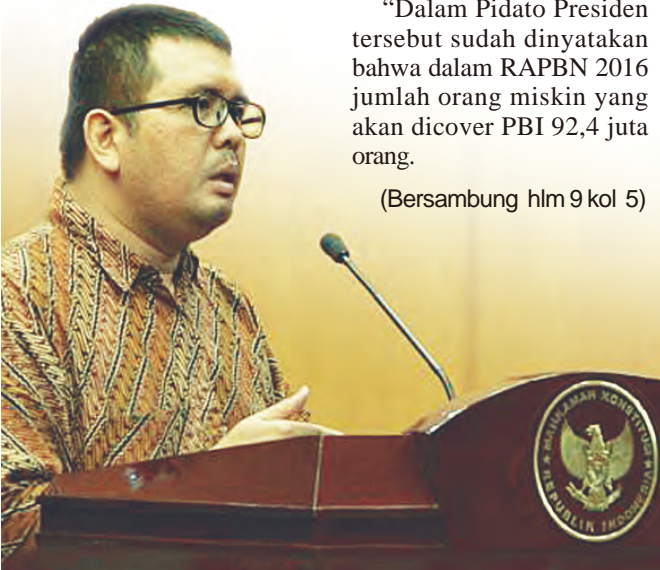 “Dalam Pidato Presiden
tersebut sudah dinyatakan
bahwa dalam RAPBN 2016
jumlah orang miskin yang
akan dicover PBI 92,4 juta
orang.
(Bersambung hlm 9 kol 5)
MAHKAMAH KONSTITUSI
REPUBLIK INDONESIA